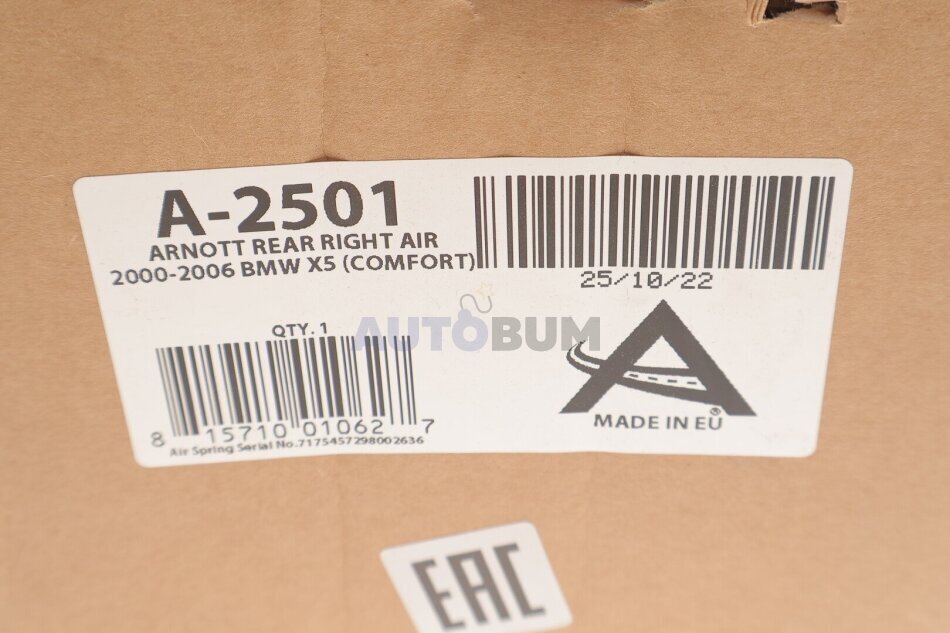 A-2501
ARNOTT REAR RIGHT AIR
2000-2006 BMW X5 (COMFORT)
25/10/22
QTY. 1
AUTOBUM
8 15710 01062 7
Air Spring Serial No.7175457298002636
MADE IN EU
®
EAC